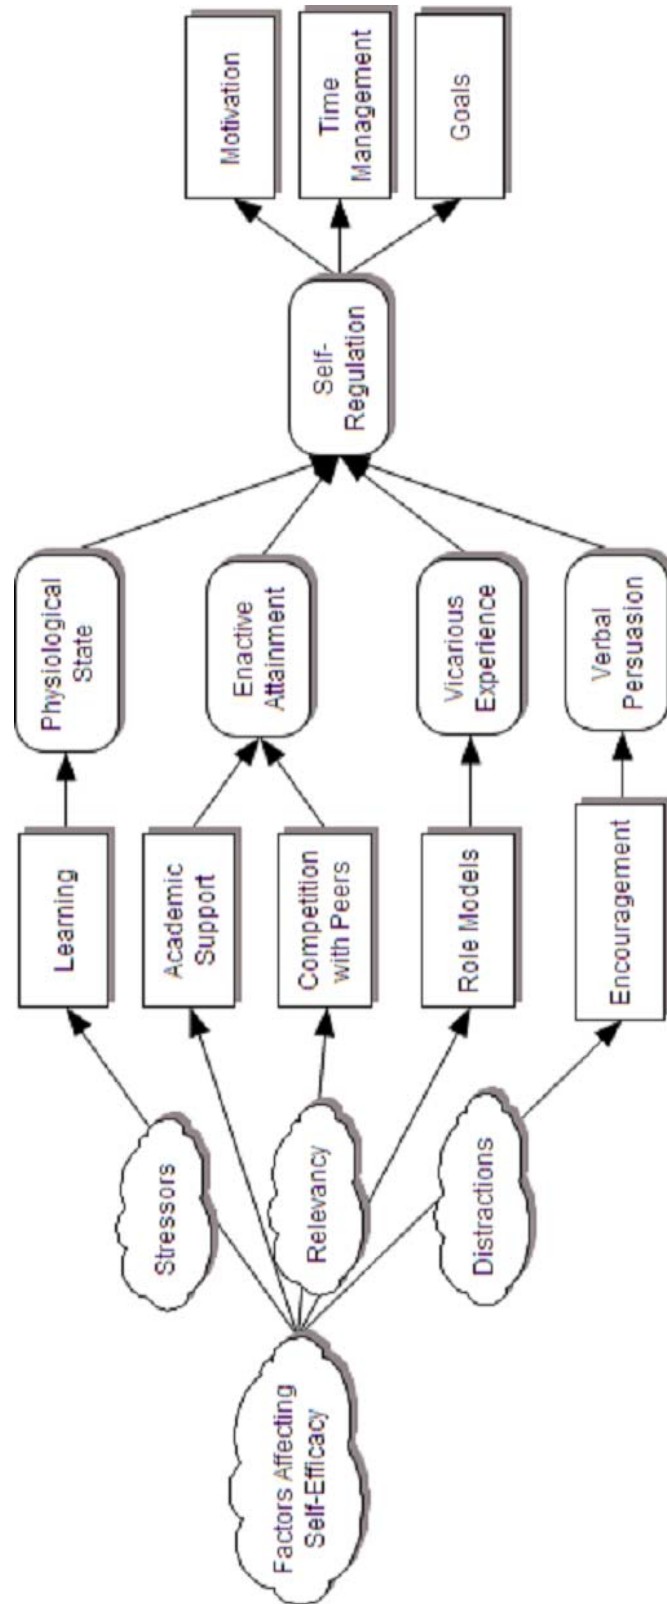 Factors Affecting
Self-Efficacy
Stressors
Relevancy
Distractions
Learning
Academic
Support
Competition
with Peers
Role Models
Encouragement
Physiological
State
Enactive
Attainment
Vicarious
Experience
Verbal
Persuasion
Self-
Regulation
Motivation
Time
Management
Goals